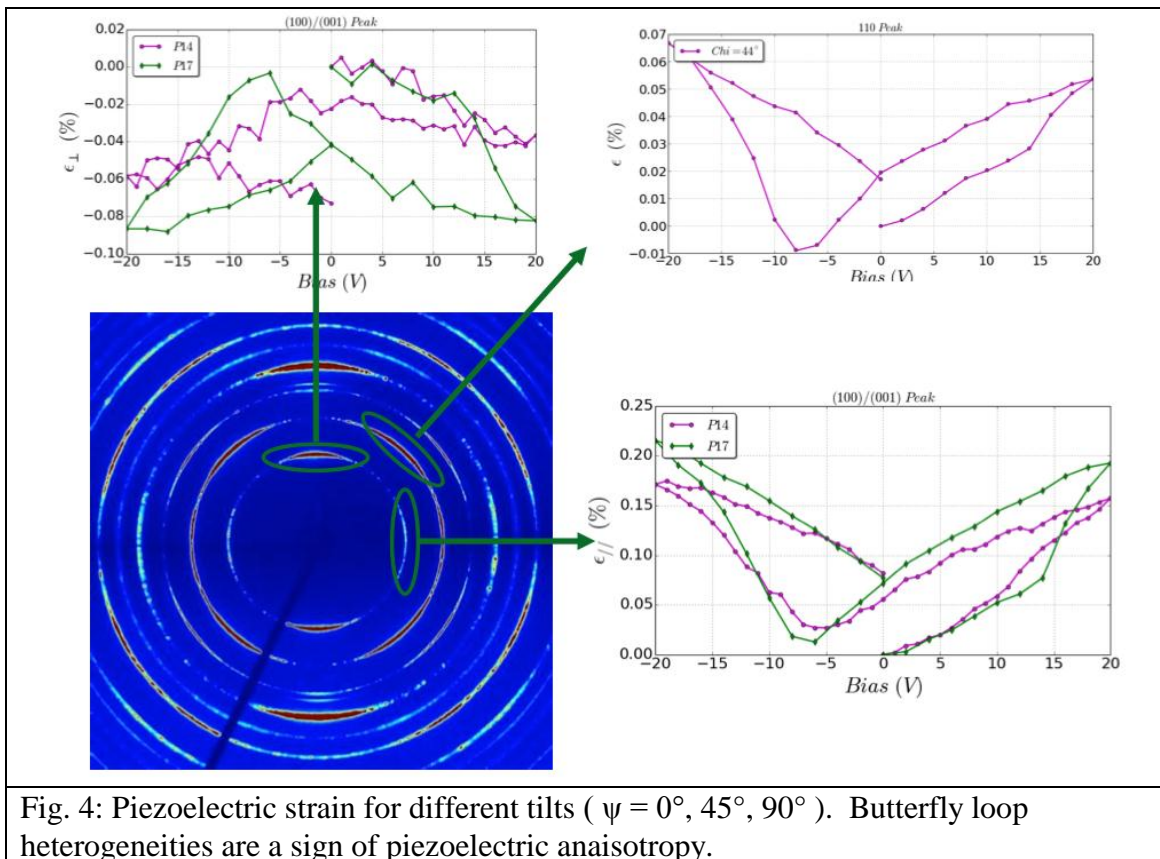 (100)/(001) Peak
P14
P17
0.02
0.00
−0.02
−0.04
−0.06
−0.08
−0.10
ϵ⊥ (%)
−20 −15 −10 −5 0 5 10 15 20
Bias (V)
110 Peak
Chi = 44°
0.07
0.06
0.05
0.04
0.03
0.02
0.01
0.00
−0.01
ϵ (%)
−20 −15 −10 −5 0 5 10 15 20
Bias (V)
(100)/(001) Peak
P14
P17
0.25
0.20
0.15
0.10
0.05
0.00
ϵ// (%)
−20 −15 −10 −5 0 5 10 15 20
Bias (V)
Fig. 4: Piezoelectric strain for different tilts ( ψ = 0°, 45°, 90° ).  Butterfly loop
heterogeneities are a sign of piezoelectric anaisotropy.